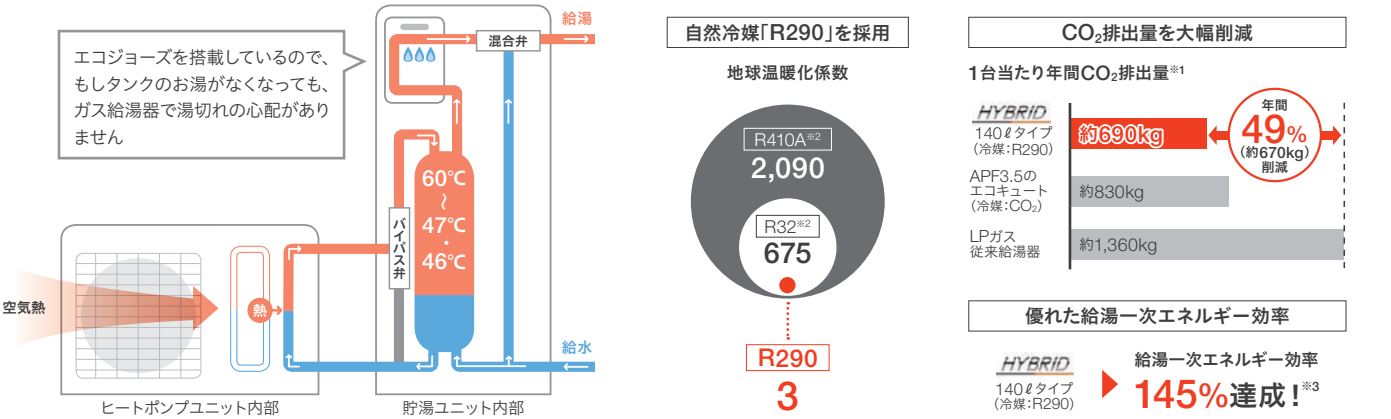 エコジョーズを搭載しているので、
もしタンクのお湯がなくなっても、
ガス給湯器で湯切れの心配があり
ません
給湯
混合弁
60℃
〜
47℃
・
46℃
バイパス弁
熱
空気熱
給水
ヒートポンプユニット内部
貯湯ユニット内部
自然冷媒「R290」を採用
地球温暖化係数
R410A※2
2,090
R32※2
675
R290
3
CO₂排出量を大幅削減
1台当たり年間CO₂排出量※1
HYBRID
140ℓタイプ
（冷媒：R290）
約690kg
年間
49%
（約670kg）
削減
APF3.5の
エコキュート
（冷媒：CO₂）
約830kg
LPガス
従来給湯器
約1,360kg
優れた給湯一次エネルギー効率
HYBRID
140ℓタイプ
（冷媒：R290）
給湯一次エネルギー効率
145%達成！※3